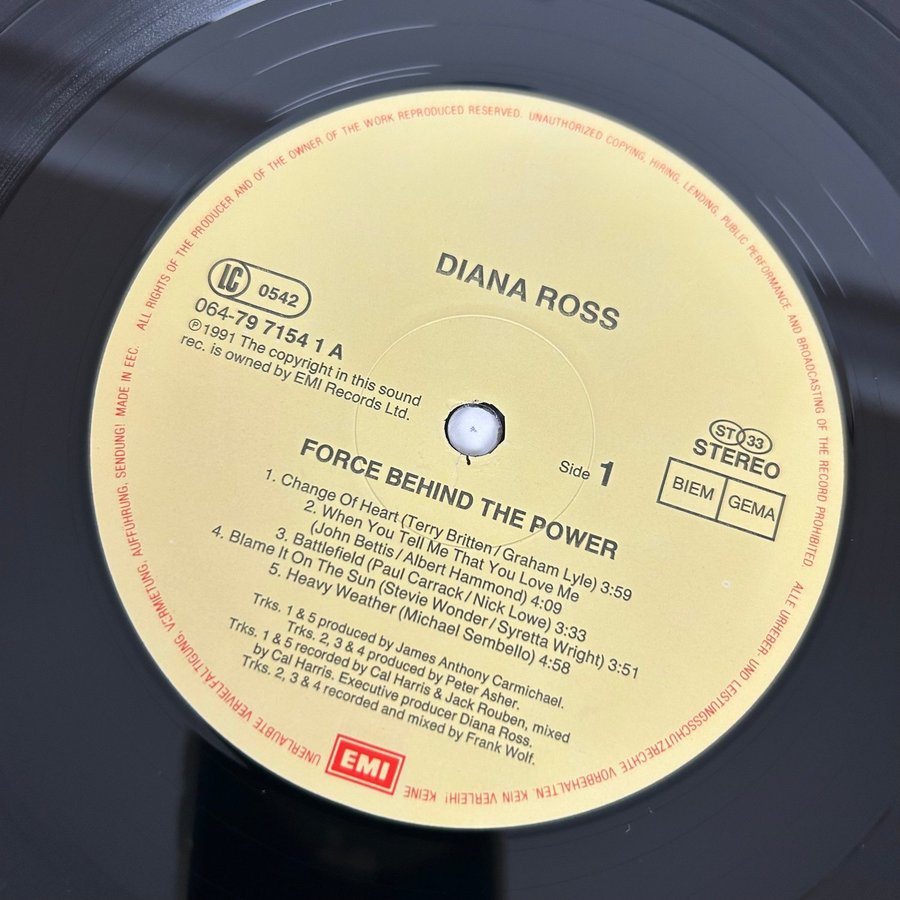 ALL RIGHTS OF THE PRODUCER AND OF THE OWNER OF THE WORK REPRODUCED RESERVED. UNAUTHORIZED COPYING, HIRING, LENDING, PUBLIC PERFORMANCE AND BROADCASTING OF THE RECORD PROHIBITED. ALLE URHEBER- UND LEISTUNGSSCHUTZRECHTE VORBEHALTEN. KEIN VERLEIH! KEINE UNERLAUBTE VERVIELFÄLTIGUNG, VERMIETUNG, AUFFÜHRUNG, SENDUNG! MADE IN EEC.
DIANA ROSS
LC 0542
064-79 7154 1 A
℗ 1991 The copyright in this sound
rec. is owned by EMI Records Ltd.
ST 33
STEREO
BIEM GEMA
Side 1
FORCE BEHIND THE POWER
1. Change Of Heart (Terry Britten / Graham Lyle) 3:59
2. When You Tell Me That You Love Me
(John Bettis / Albert Hammond) 4:09
3. Battlefield (Paul Carrack / Nick Lowe) 3:33
4. Blame It On The Sun (Stevie Wonder / Syretta Wright) 3:51
5. Heavy Weather (Michael Sembello) 4:58
Trks. 1 & 5 produced by James Anthony Carmichael.
Trks. 2, 3 & 4 produced by Peter Asher.
Trks. 1 & 5 recorded by Cal Harris & Jack Rouben, mixed
by Cal Harris. Executive producer Diana Ross.
Trks. 2, 3 & 4 recorded and mixed by Frank Wolf.
EMI